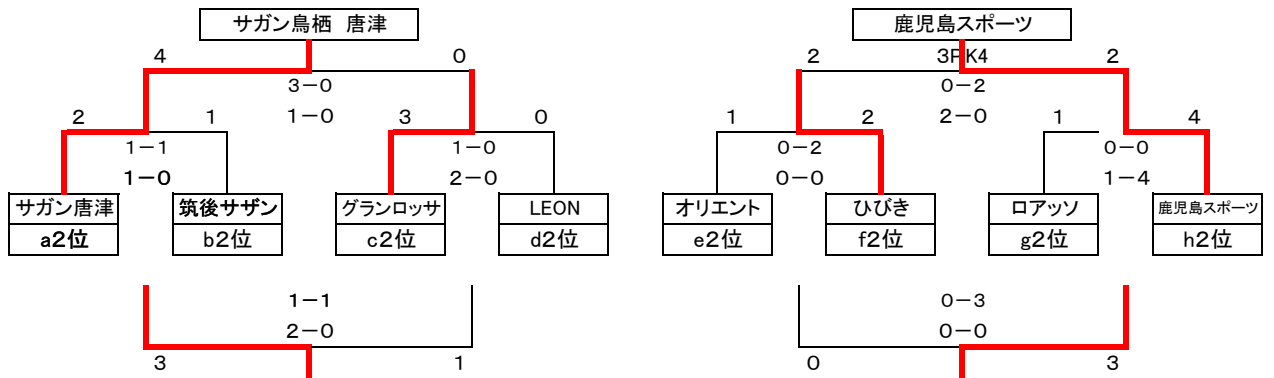 サガン鳥栖 唐津 鹿児島スポーツ
4 0 2 3PK4 2
3-0 0-2
1-0 2-0
2 1 3 0 1 2 1 4
1-1 1-0 0-2 0-0
1-0 2-0 0-0 1-4
サガン唐津 筑後サザン グランロッサ LEON オリエント ひびき ロアッソ 鹿児島スポーツ
a2位 b2位 c2位 d2位 e2位 f2位 g2位 h2位
1-1 0-3
2-0 0-0
3 1 0 3